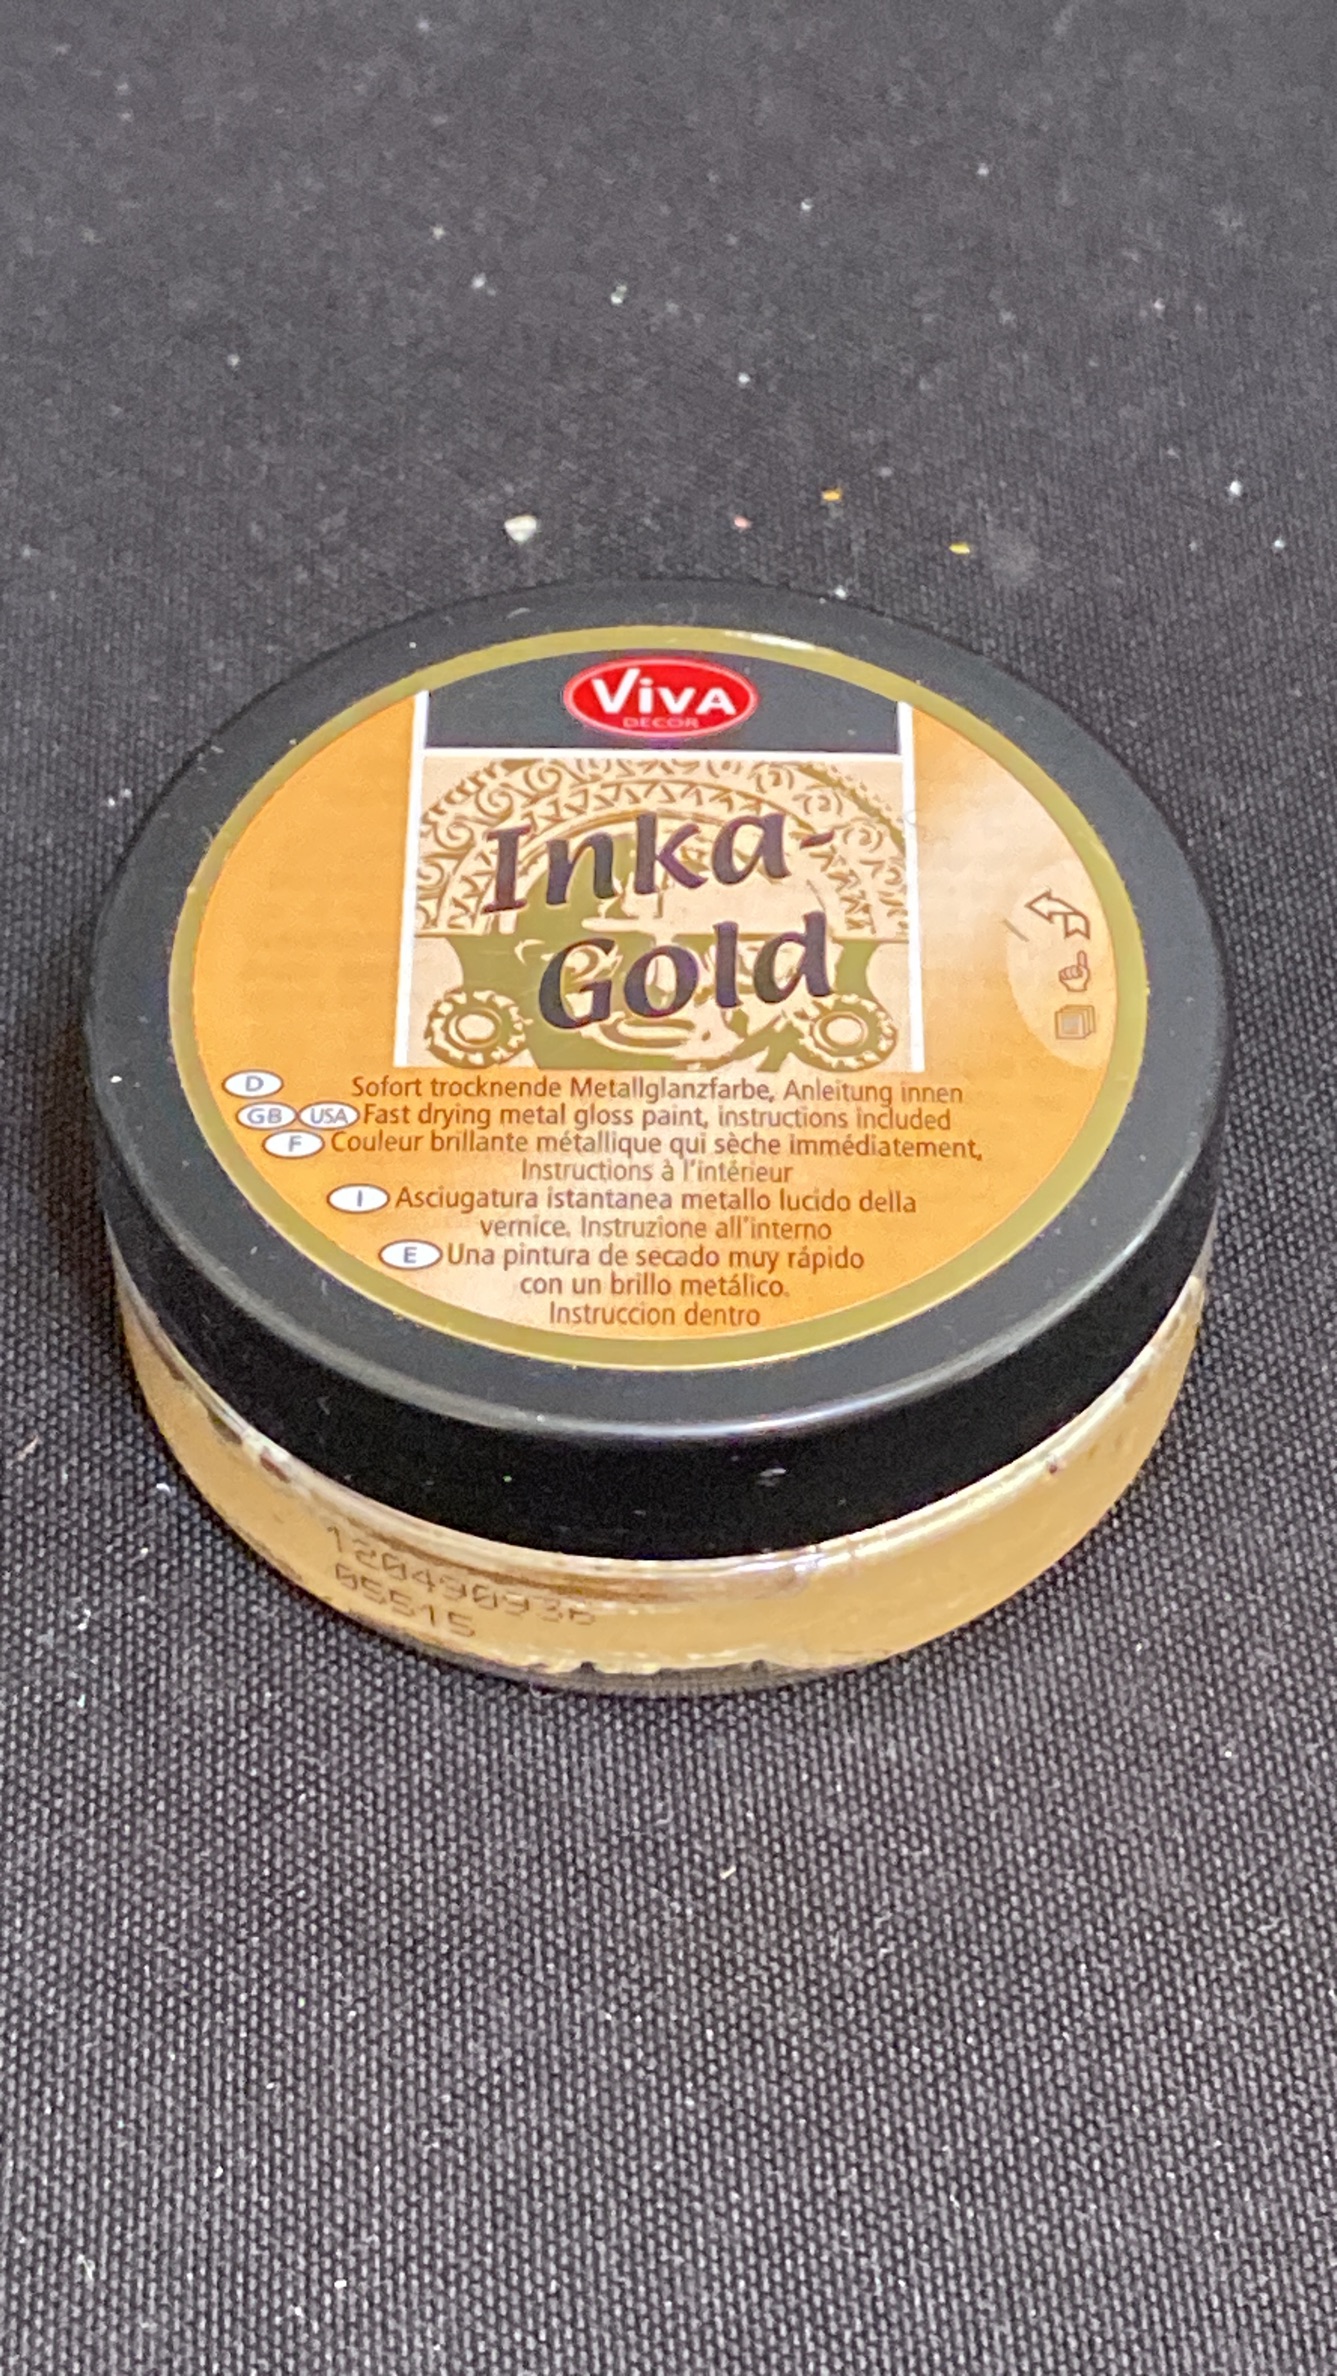 ViVA
DECOR
Inka-
Gold
D Sofort trocknende Metallglanzfarbe, Anleitung innen
GB USA Fast drying metal gloss paint, instructions included
F Couleur brillante métallique qui sèche immédiatement,
Instructions à l'intérieur
I Asciugatura istantanea metallo lucido della
vernice. Instruzione all'interno
E Una pintura de secado muy rápido
con un brillo metálico.
Instruccion dentro
120490936
05515